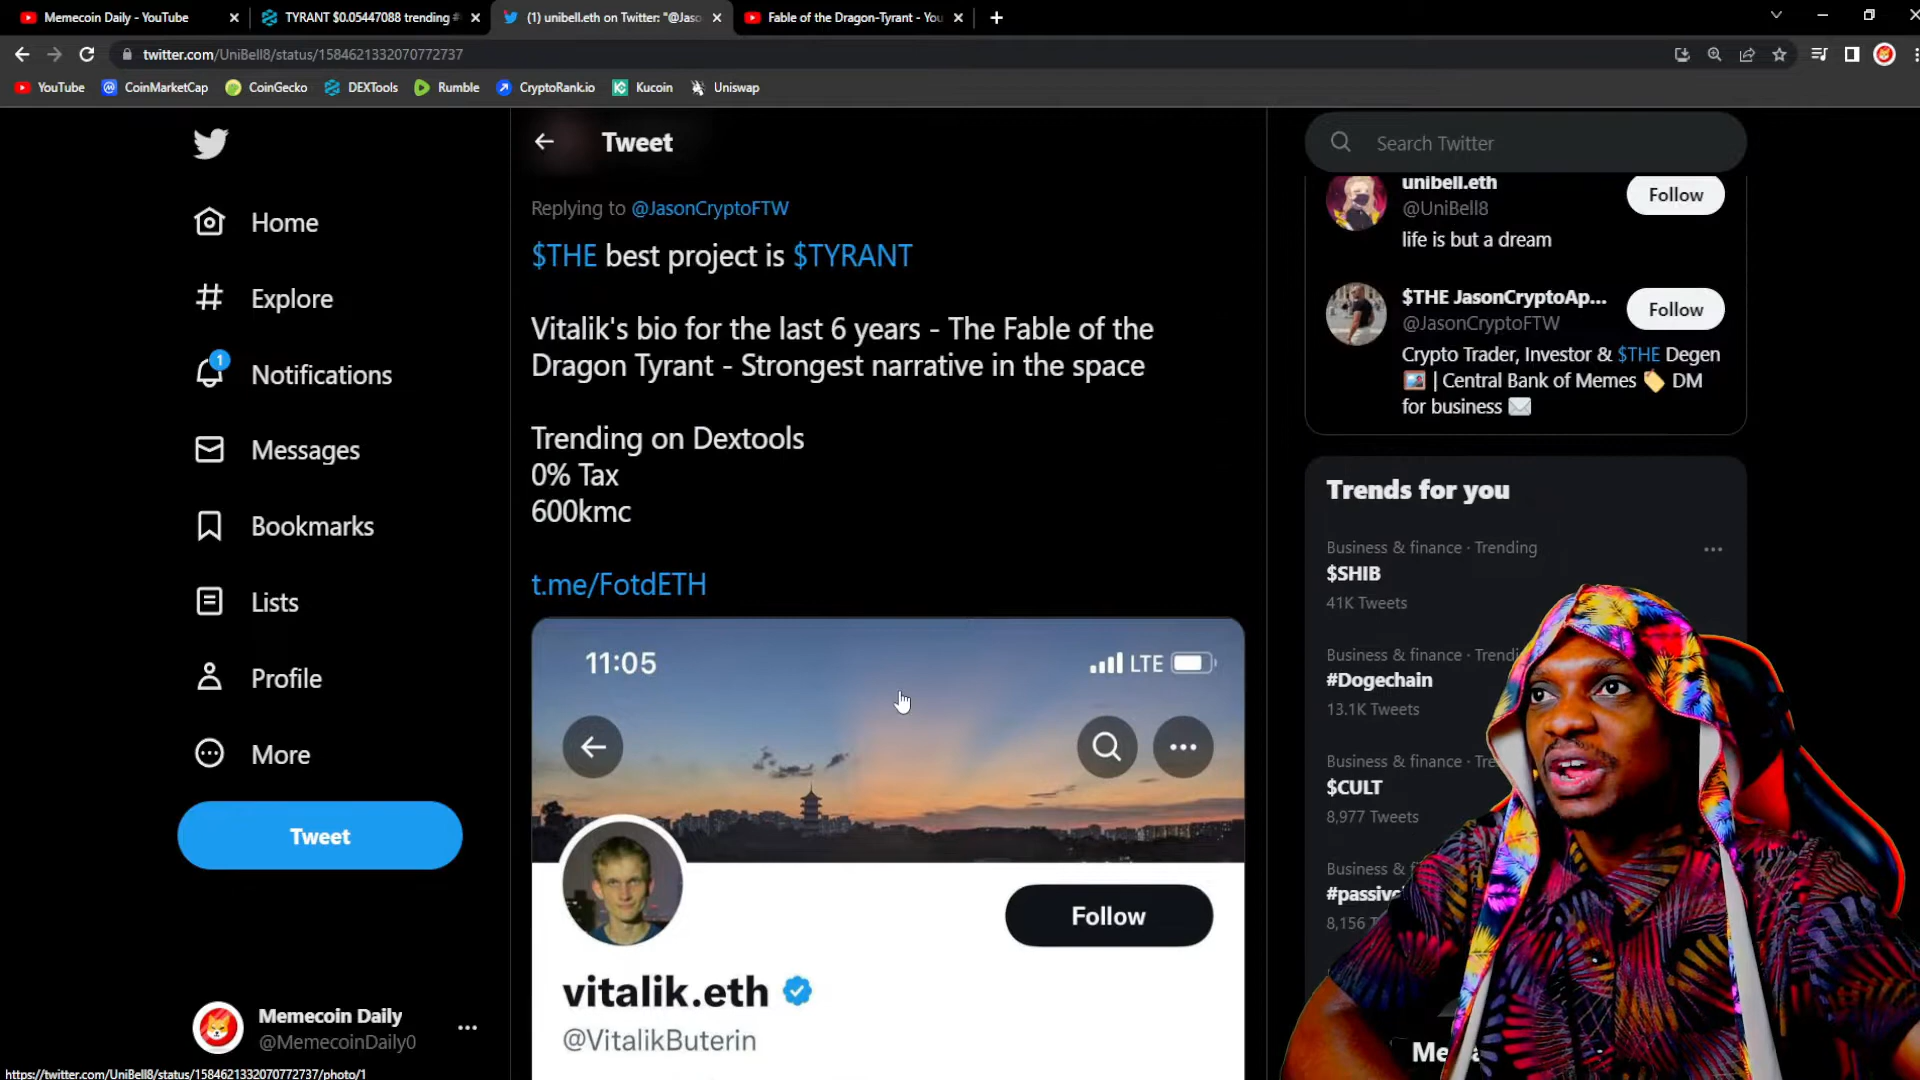 Memecoin Daily - YouTube
TYRANT $0.05447088 trending
(1) unibell.eth on Twitter: "@Jaso
Fable of the Dragon-Tyrant - You
twitter.com/UniBell8/status/1584621332070772737
YouTube
CoinMarketCap
CoinGecko
DEXTools
Rumble
CryptoRank.io
Kucoin
Uniswap
Home
Explore
1
Notifications
Messages
Bookmarks
Lists
Profile
More
Tweet
Memecoin Daily
@MemecoinDaily0
https://twitter.com/UniBell8/status/1584621332070772737/photo/1
Tweet
Replying to @JasonCryptoFTW
$THE best project is $TYRANT
Vitalik's bio for the last 6 years - The Fable of the
Dragon Tyrant - Strongest narrative in the space
Trending on Dextools
0% Tax
600kmc
t.me/FotdETH
11:05
LTE
Follow
vitalik.eth
@VitalikButerin
Search Twitter
unibell.eth
@UniBell8
Follow
life is but a dream
$THE JasonCryptoAp...
@JasonCryptoFTW
Follow
Crypto Trader, Investor & $THE Degen
| Central Bank of Memes DM
for business
Trends for you
Business & finance · Trending
$SHIB
41K Tweets
Business & finance · Trendi
#Dogechain
13.1K Tweets
Business & finance · Tre
$CULT
8,977 Tweets
Business & fi
#passive
8,156 T